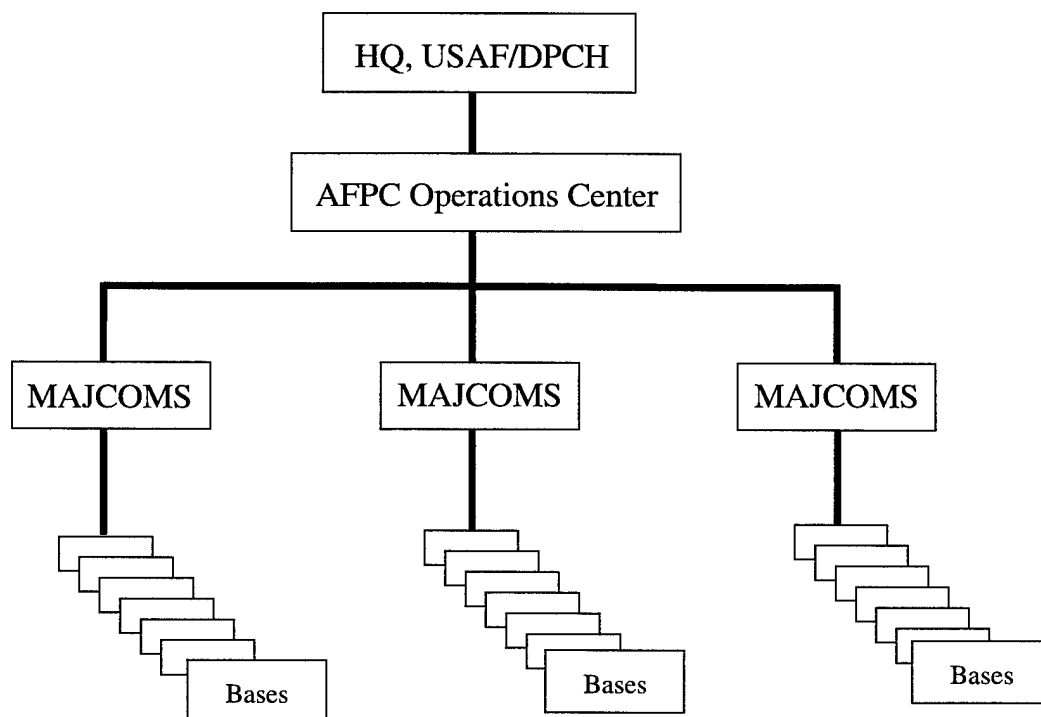 HQ, USAF/DPCH
AFPC Operations Center
MAJCOMS
MAJCOMS
MAJCOMS
Bases
Bases
Bases